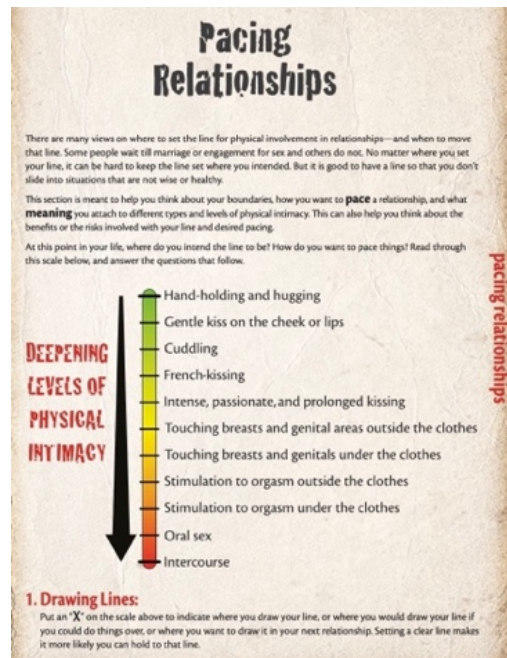 Pacing
Relationships
There are many views on where to set the line for physical involvement in relationships—and when to move
that line. Some people wait till marriage or engagement for sex and others do not. No matter where you set
your line, it can be hard to keep the line set where you intended. But it is good to have a line so that you don't
slide into situations that are not wise or healthy.
This section is meant to help you think about your boundaries, how you want to pace a relationship, and what
meaning you attach to different types and levels of physical intimacy. This can also help you think about the
benefits or the risks involved with your line and desired pacing.
At this point in your life, where do you intend the line to be? How do you want to pace things? Read through
this scale below, and answer the questions that follow.
pacing relationships
DEEPENING
LEVELS OF
PHYSICAL
INTIMACY
Hand-holding and hugging
Gentle kiss on the cheek or lips
Cuddling
French-kissing
Intense, passionate, and prolonged kissing
Touching breasts and genital areas outside the clothes
Touching breasts and genitals under the clothes
Stimulation to orgasm outside the clothes
Stimulation to orgasm under the clothes
Oral sex
Intercourse
1. Drawing Lines:
Put an "X" on the scale above to indicate where you draw your line, or where you would draw your line if
you could do things over, or where you want to draw it in your next relationship. Setting a clear line makes
it more likely you can hold to that line.